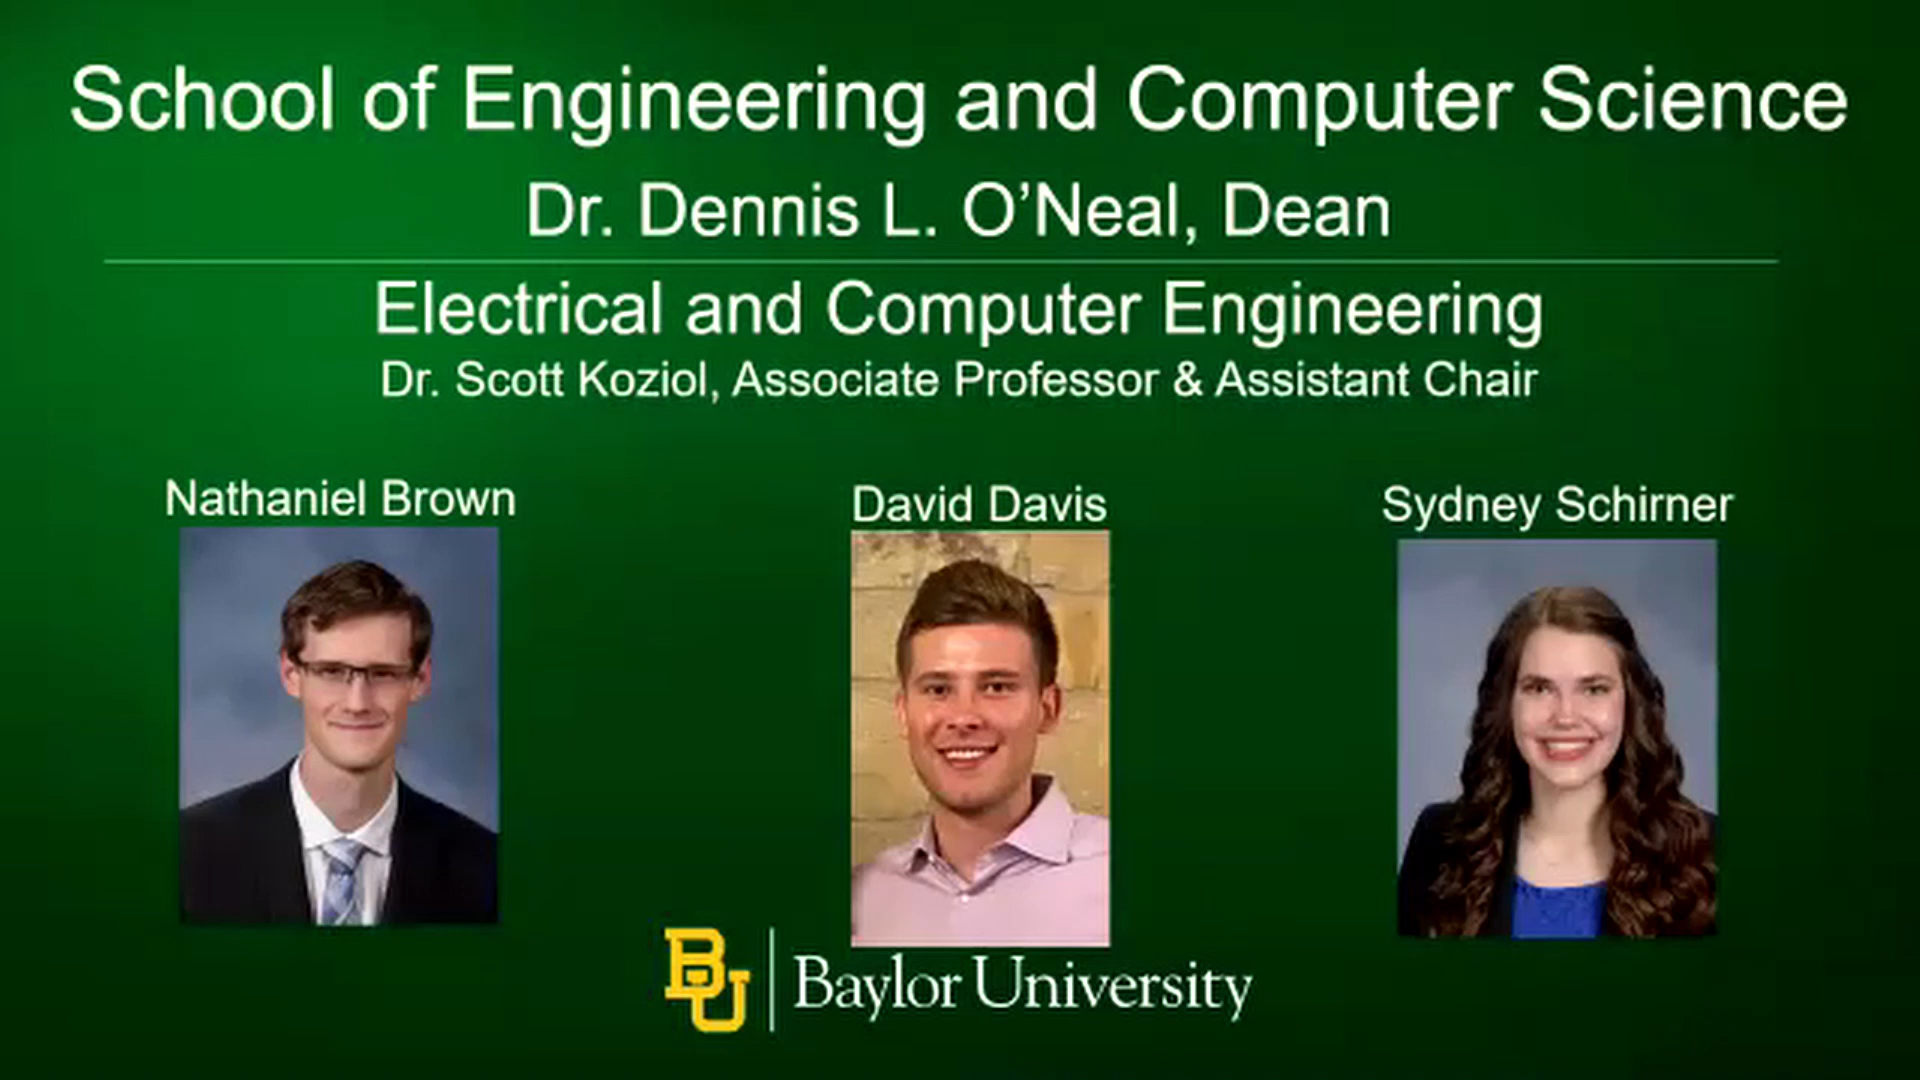 School of Engineering and Computer Science
Dr. Dennis L. O’Neal, Dean
Electrical and Computer Engineering
Dr. Scott Koziol, Associate Professor & Assistant Chair
Nathaniel Brown
David Davis
Sydney Schirner
BU
Baylor University